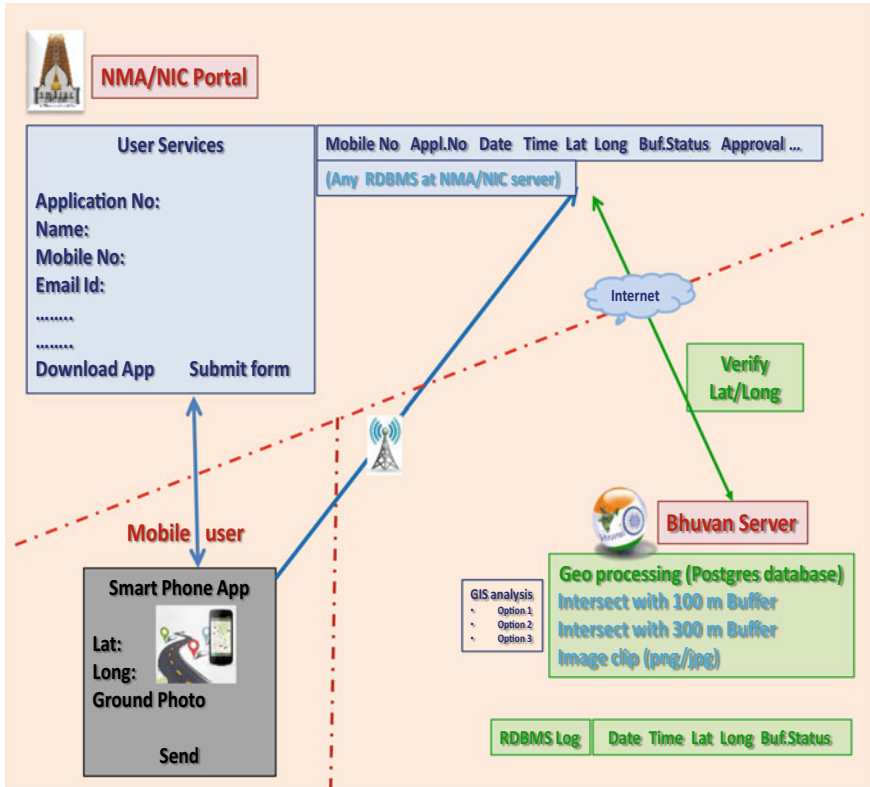 NMA/NIC Portal
User Services
Application No:
Name:
Mobile No:
Email Id:
........
........
Download App Submit form
Mobile No Appl.No Date Time Lat Long Buf.Status Approval ...
(Any RDBMS at NMA/NIC server)
Internet
Verify
Lat/Long
Mobile user
Smart Phone App
Lat:
Long:
Ground Photo
Send
Bhuvan Server
GIS analysis
• Option 1
• Option 2
• Option 3
Geo processing (Postgres database)
Intersect with 100 m Buffer
Intersect with 300 m Buffer
Image clip (png/jpg)
RDBMS Log
Date Time Lat Long Buf.Status